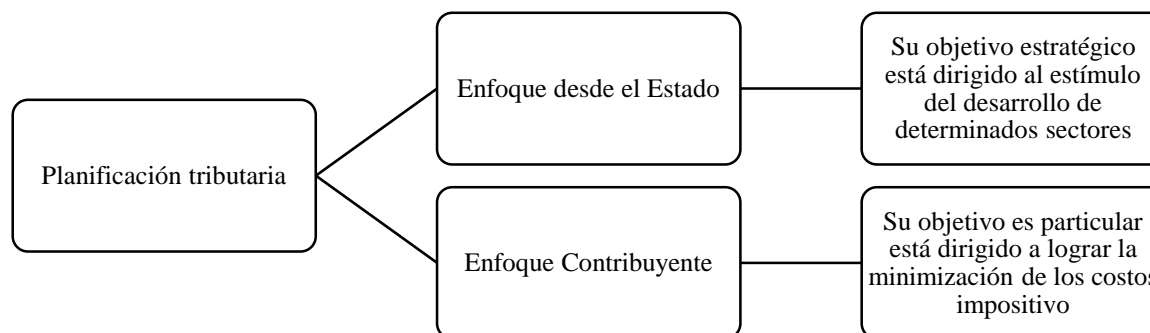 Planificación tributaria
Enfoque desde el Estado
Su objetivo estratégico
está dirigido al estímulo
del desarrollo de
determinados sectores
Enfoque Contribuyente
Su objetivo es particular
está dirigido a lograr la
minimización de los costos
impositivo